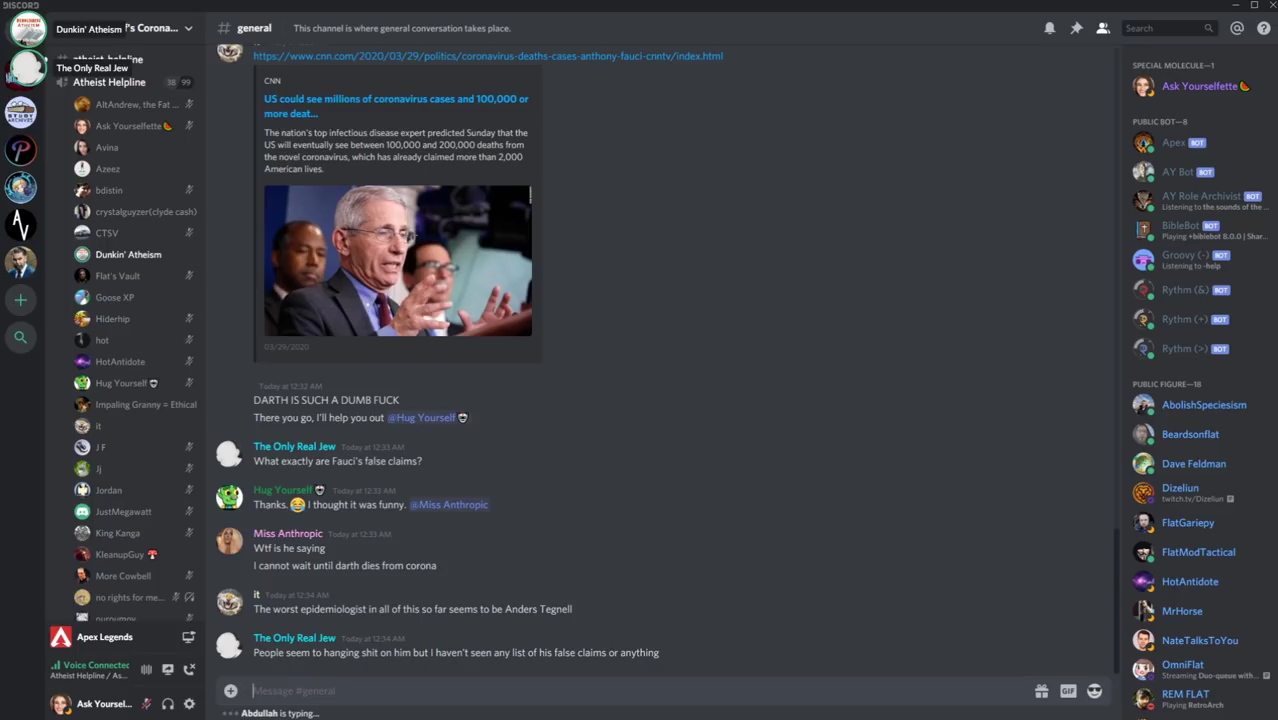 DISCORD
Dunkin' Atheism
's Corona...
The Only Real Jew
atheist helpline
Atheist Helpline 38 99
AltAndrew, the Fat ...
Ask Yourselfette 🍉
Avina
Azeez
bdistin
crystalguyzer(clyde cash)
CTSV
Dunkin' Atheism
Flat's Vault
Goose XP
Hiderhip
hot
HotAntidote
Hug Yourself
Impaling Granny = Ethical
it
J F
Jj
Jordan
JustMegawatt
King Kanga
KleanupGuy 🍄
More Cowbell
no rights for me...
Apex Legends
Voice Connected
Atheist Helpline / As...
Ask Yoursel...
STUDY
ARCHIVES
AV
# general This channel is where general conversation takes place.
Search
https://www.cnn.com/2020/03/29/politics/coronavirus-deaths-cases-anthony-fauci-cnntv/index.html
CNN
US could see millions of coronavirus cases and 100,000 or
more deat...
The nation's top infectious disease expert predicted Sunday that the
US will eventually see between 100,000 and 200,000 deaths from
the novel coronavirus, which has already claimed more than 2,000
American lives.
03/29/2020
Today at 12:32 AM
DARTH IS SUCH A DUMB FUCK
There you go, I'll help you out @Hug Yourself
The Only Real Jew Today at 12:33 AM
What exactly are Fauci's false claims?
Hug Yourself Today at 12:33 AM
Thanks. 😂 I thought it was funny. @Miss Anthropic
Miss Anthropic Today at 12:33 AM
Wtf is he saying
I cannot wait until darth dies from corona
it Today at 12:34 AM
The worst epidemiologist in all of this so far seems to be Anders Tegnell
The Only Real Jew Today at 12:34 AM
People seem to hanging shit on him but I haven't seen any list of his false claims or anything
Message #general
GIF
Abdullah is typing...
SPECIAL MOLECULE—1
Ask Yourselfette 🍉
PUBLIC BOT—8
Apex BOT
AY Bot BOT
AY Role Archivist BOT
Listening to the sounds of the ...
BibleBot BOT
Playing +biblebot 8.0.0 | Shar...
Groovy (-) BOT
Listening to -help
Rythm (&) BOT
Rythm (+) BOT
Rythm (>) BOT
PUBLIC FIGURE—18
AbolishSpeciesism
Beardsonflat
Dave Feldman
Dizeliun
twitch.tv/Dizeliun
FlatGariepy
FlatModTactical
HotAntidote
MrHorse
NateTalksToYou
OmniFlat
Streaming Duo-queue with...
REM FLAT
Playing RetroArch